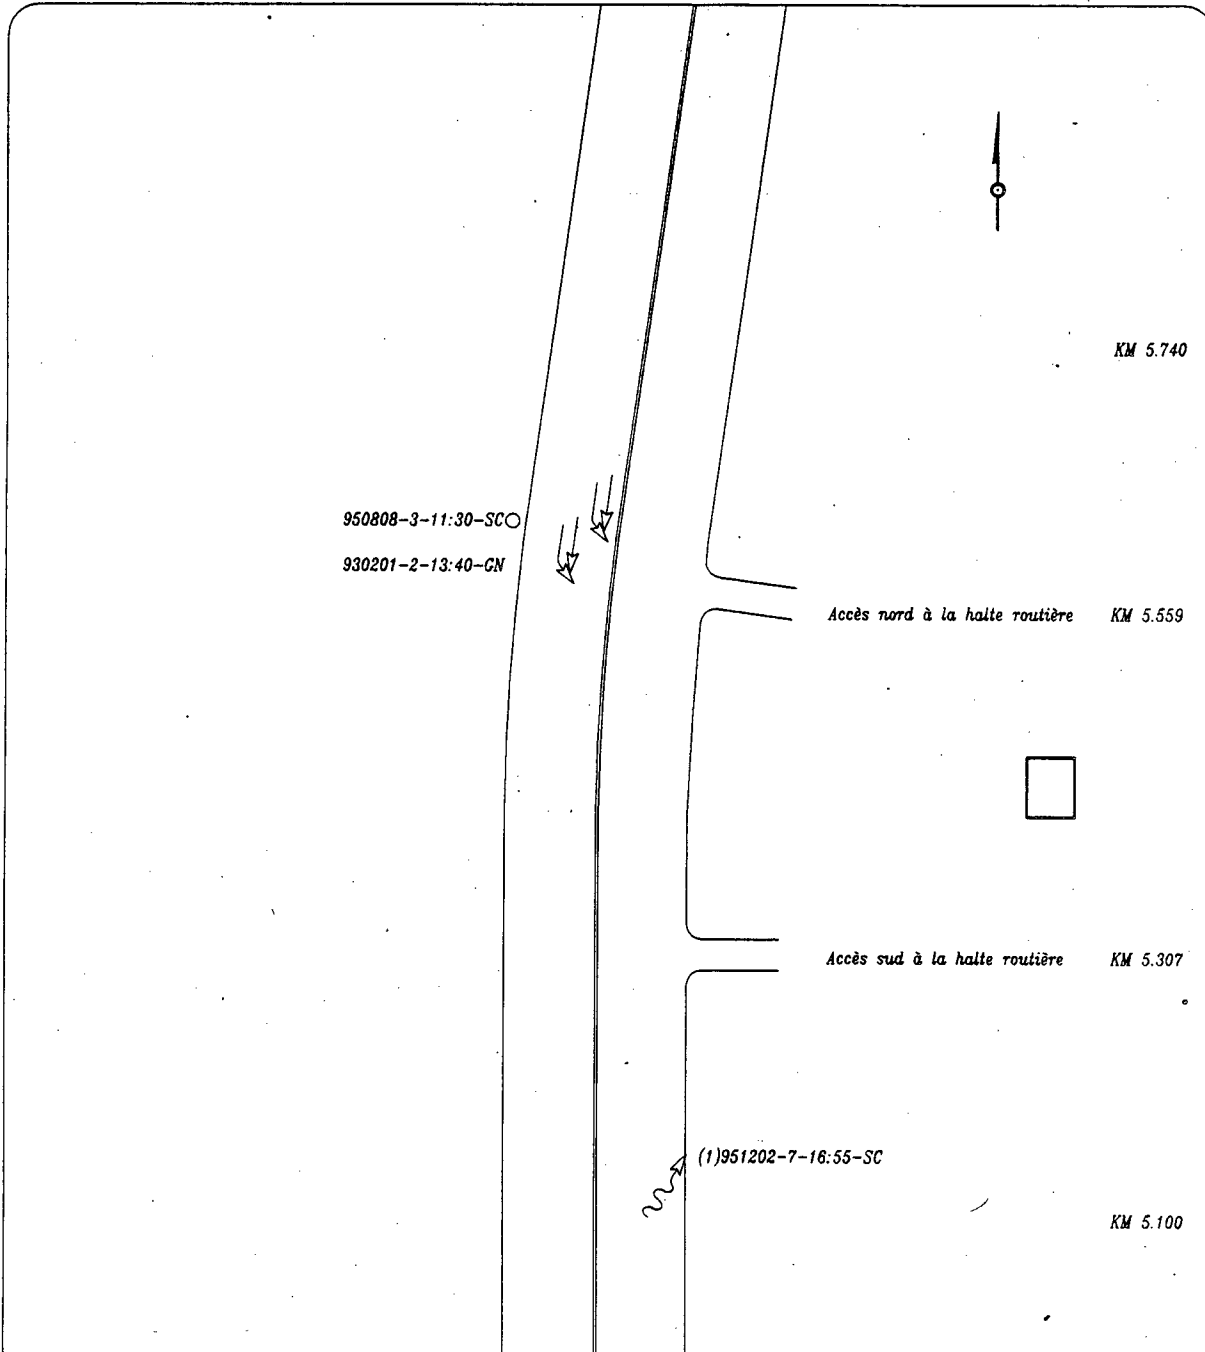 KM 5.740
950808-3-11:30-SC
930201-2-13:40-GN
Accès nord à la halte routière KM 5.559
Accès sud à la halte routière KM 5.307
(1)951202-7-16:55-SC
KM 5.100